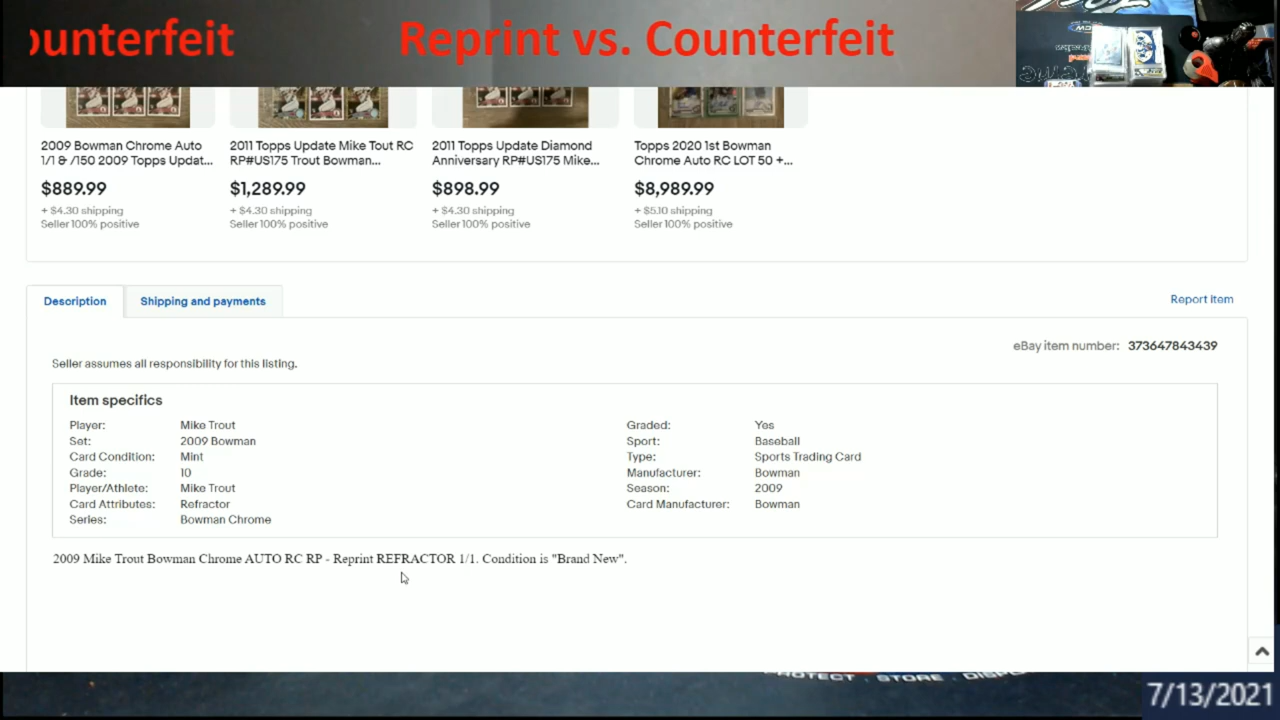 ounterfeit
Reprint vs. Counterfeit
2009 Bowman Chrome Auto
1/1 & /150 2009 Topps Updat...
$889.99
+ $4.30 shipping
Seller 100% positive
2011 Topps Update Mike Tout RC
RP#US175 Trout Bowman...
$1,289.99
+ $4.30 shipping
Seller 100% positive
2011 Topps Update Diamond
Anniversary RP#US175 Mike...
$898.99
+ $4.30 shipping
Seller 100% positive
Topps 2020 1st Bowman
Chrome Auto RC LOT 50 +...
$8,989.99
+ $5.10 shipping
Seller 100% positive
Description
Shipping and payments
Report item
eBay item number: 373647843439
Seller assumes all responsibility for this listing.
Item specifics
Player: Mike Trout
Set: 2009 Bowman
Card Condition: Mint
Grade: 10
Player/Athlete: Mike Trout
Card Attributes: Refractor
Series: Bowman Chrome
Graded: Yes
Sport: Baseball
Type: Sports Trading Card
Manufacturer: Bowman
Season: 2009
Card Manufacturer: Bowman
2009 Mike Trout Bowman Chrome AUTO RC RP - Reprint REFRACTOR 1/1. Condition is "Brand New".
STORE
7/13/2021